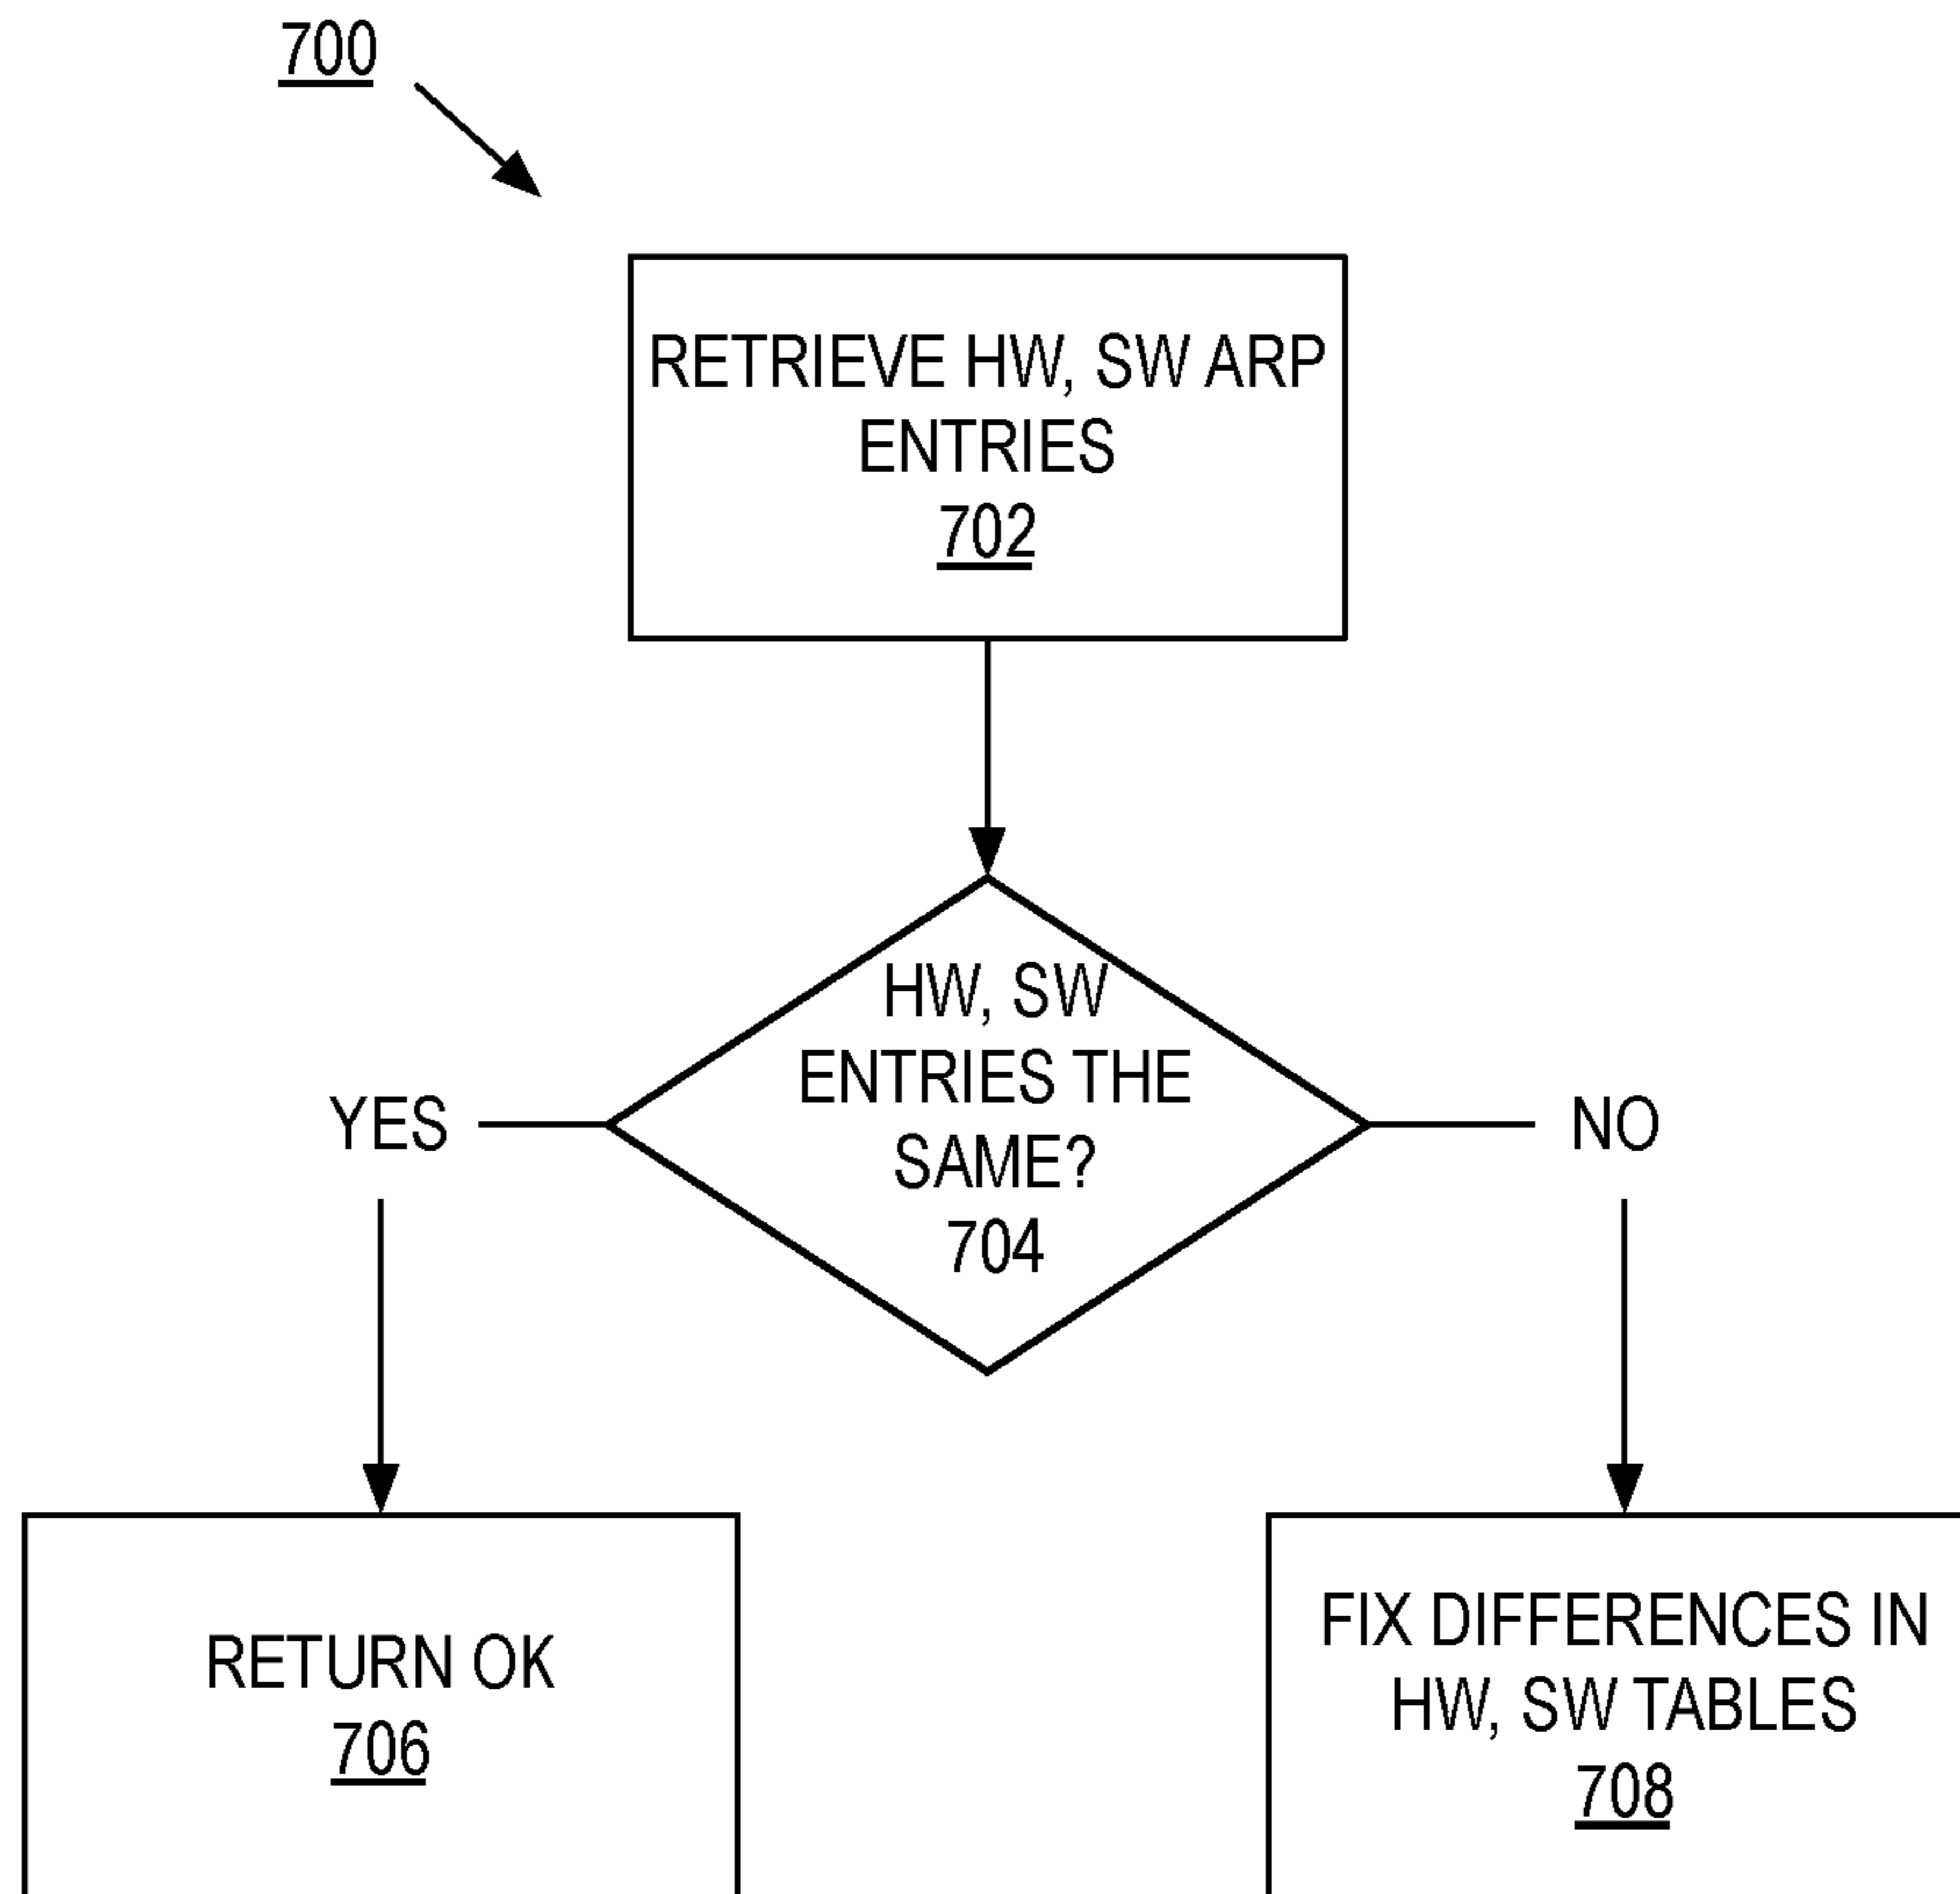 700
RETRIEVE HW, SW ARP
ENTRIES
702
HW, SW
ENTRIES THE
SAME?
704
YES
NO
RETURN OK
706
FIX DIFFERENCES IN
HW, SW TABLES
708